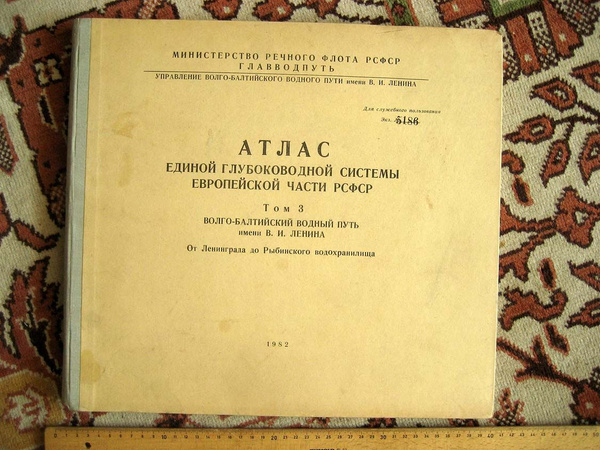 МИНИСТЕРСТВО РЕЧНОГО ФЛОТА РСФСР
ГЛАВВОДПУТЬ
УПРАВЛЕНИЕ ВОЛГО-БАЛТИЙСКОГО ВОДНОГО ПУТИ имени В. И. ЛЕНИНА
Для служебного пользования
Экз. 5186
АТЛАС
ЕДИНОЙ ГЛУБОКОВОДНОЙ СИСТЕМЫ
ЕВРОПЕЙСКОЙ ЧАСТИ РСФСР
Том 3
ВОЛГО-БАЛТИЙСКИЙ ВОДНЫЙ ПУТЬ
имени В. И. ЛЕНИНА
От Ленинграда до Рыбинского водохранилища
1982